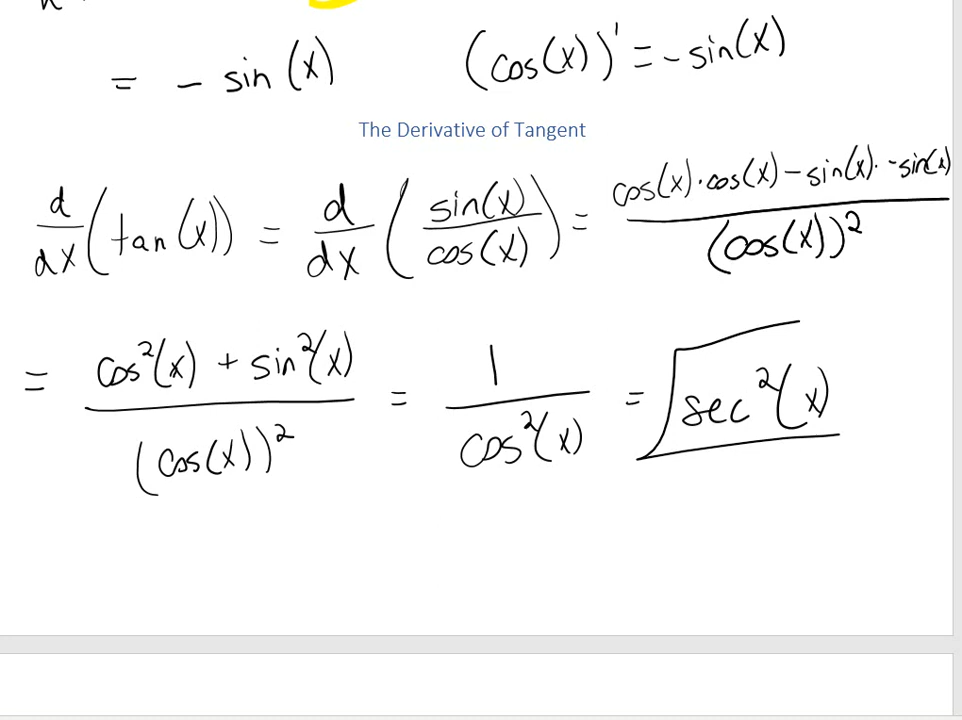 = - sin(x)   (cos(x))' = -sin(x)
The Derivative of Tangent
d/dx (tan(x)) = d/dx (sin(x)/cos(x)) = cos(x)·cos(x) - sin(x)· -sin(x) / (cos(x))²
= cos²(x) + sin²(x) / (cos(x))² = 1 / cos²(x) = sec²(x)